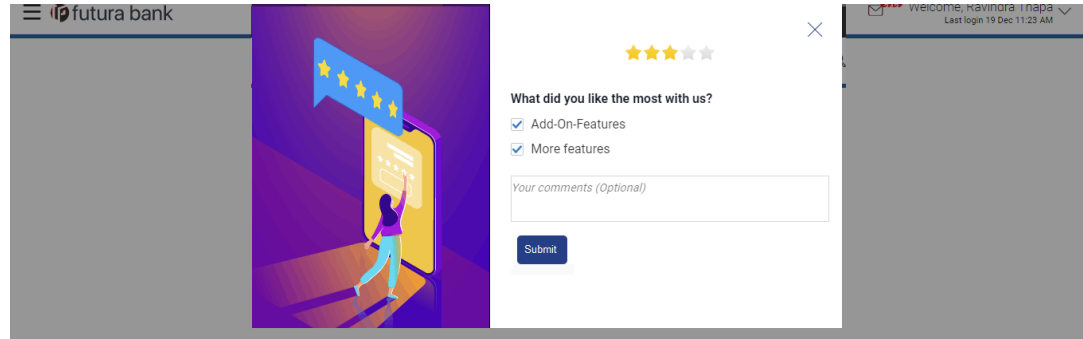 futura bank
Welcome, Ravindra Thapa
Last login 19 Dec 11:23 AM
What did you like the most with us?
Add-On-Features
More features
Your comments (Optional)
Submit